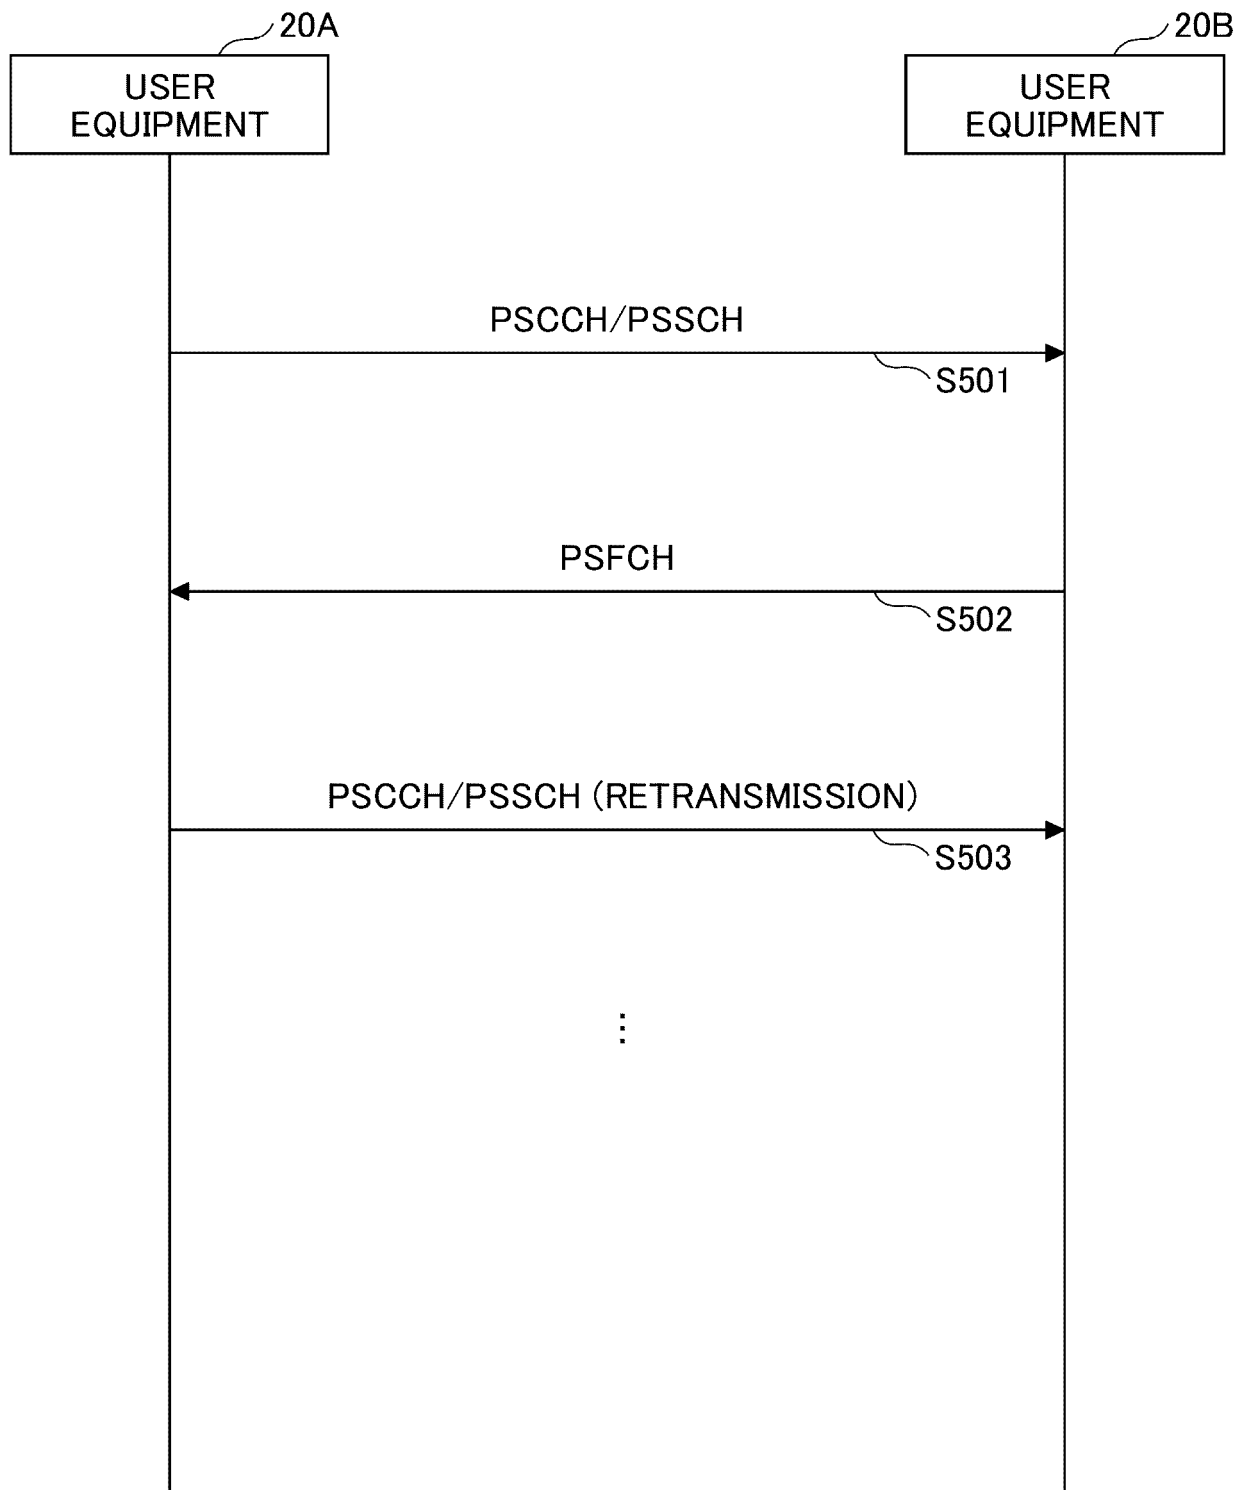 20A
20B
USER
EQUIPMENT
USER
EQUIPMENT
PSCCH/PSSCH
S501
PSFCH
S502
PSCCH/PSSCH (RETRANSMISSION)
S503
⋮